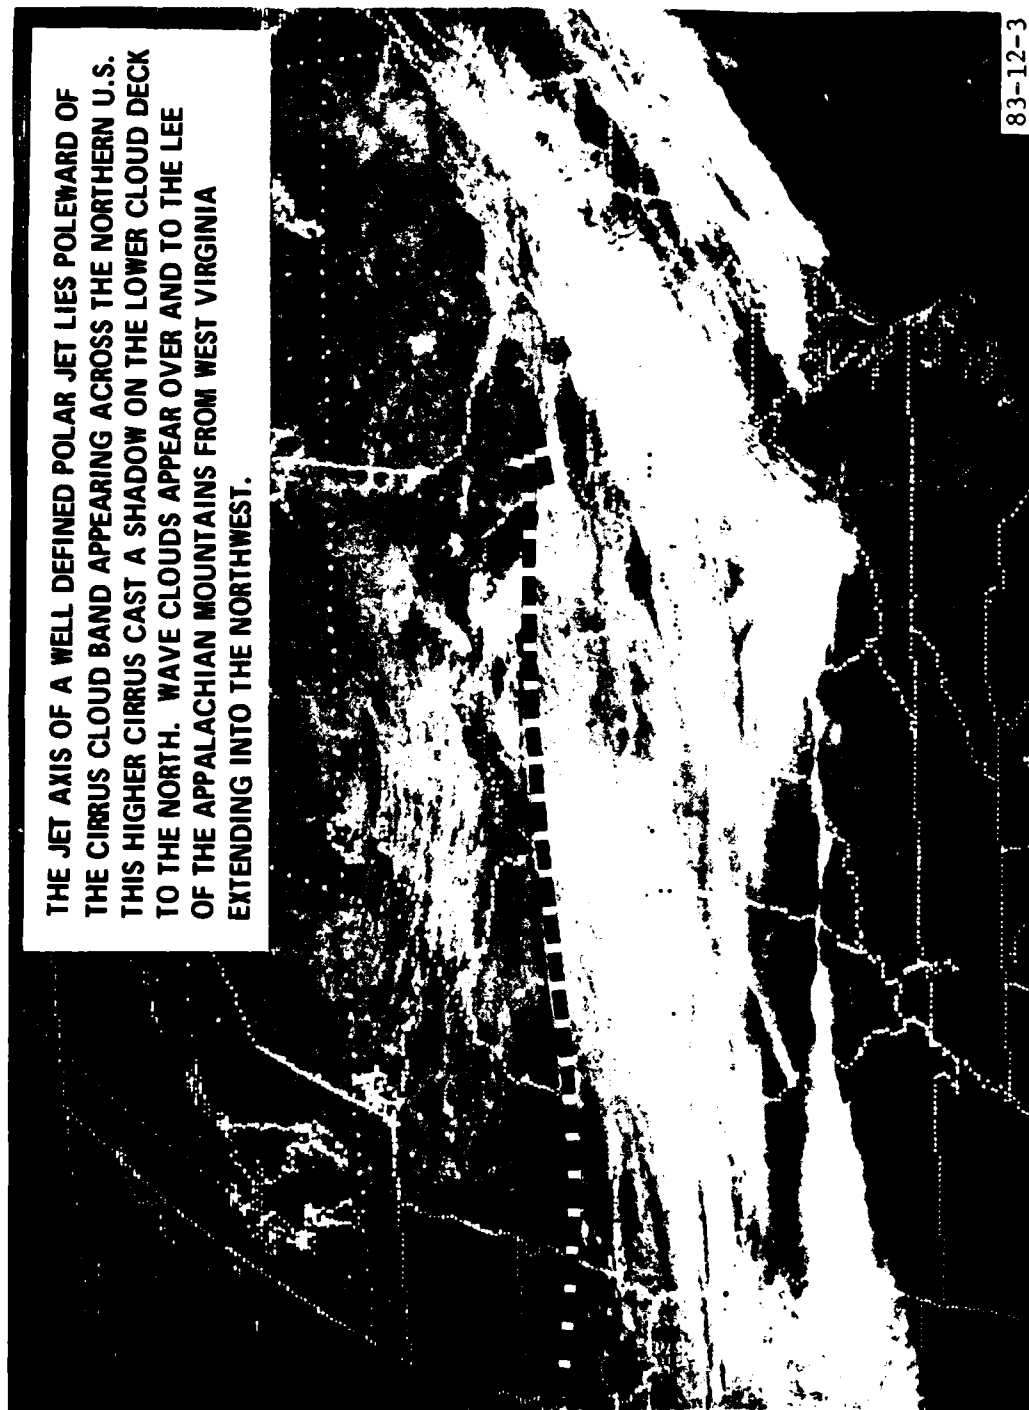 THE JET AXIS OF A WELL DEFINED POLAR JET LIES POLEWARD OF
THE CIRRUS CLOUD BAND APPEARING ACROSS THE NORTHERN U.S.
THIS HIGHER CIRRUS CAST A SHADOW ON THE LOWER CLOUD DECK
TO THE NORTH. WAVE CLOUDS APPEAR OVER AND TO THE LEE
OF THE APPALACHIAN MOUNTAINS FROM WEST VIRGINIA
EXTENDING INTO THE NORTHWEST.
83-12-3